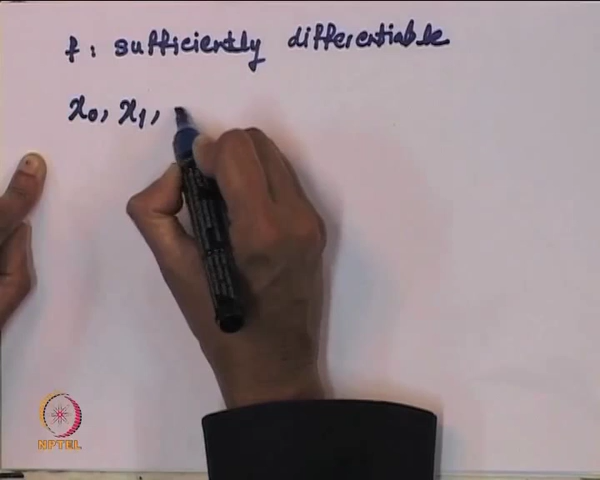 f : sufficiently differentiable
x₀, x₁,
NPTEL